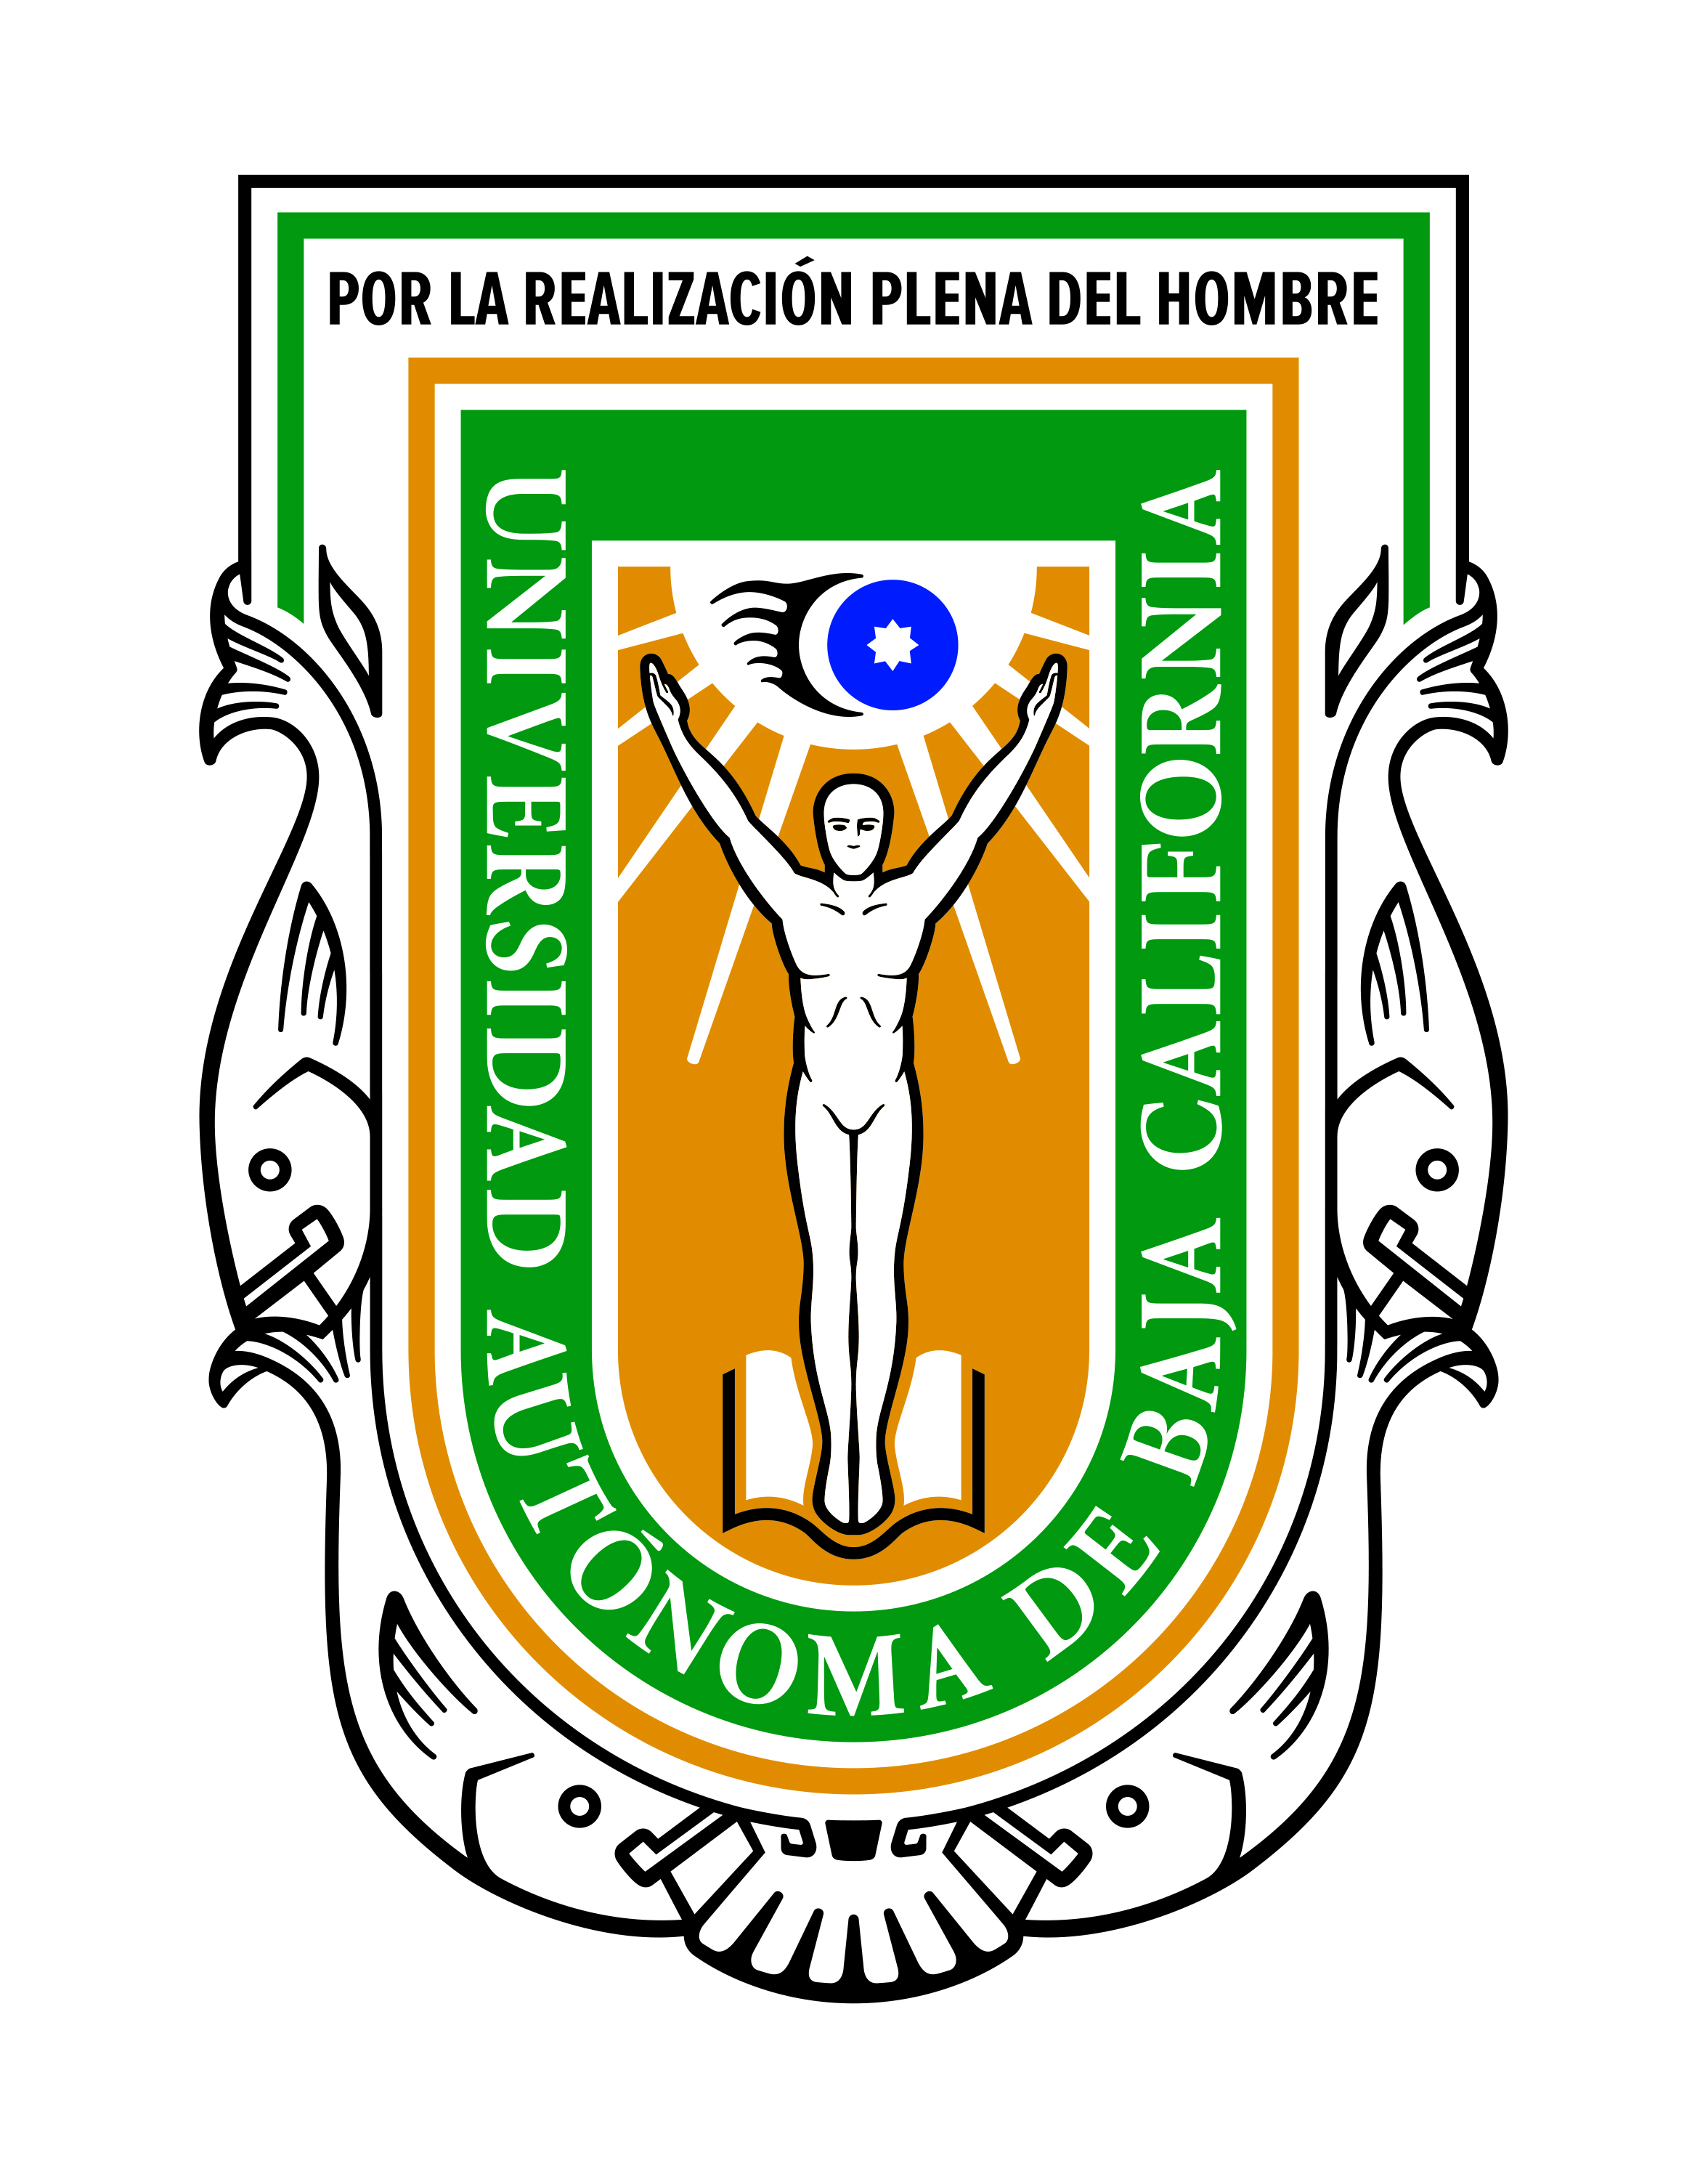 POR LA REALIZACIÓN PLENA DEL HOMBRE
UNIVERSIDAD AUTÓNOMA DE BAJA CALIFORNIA